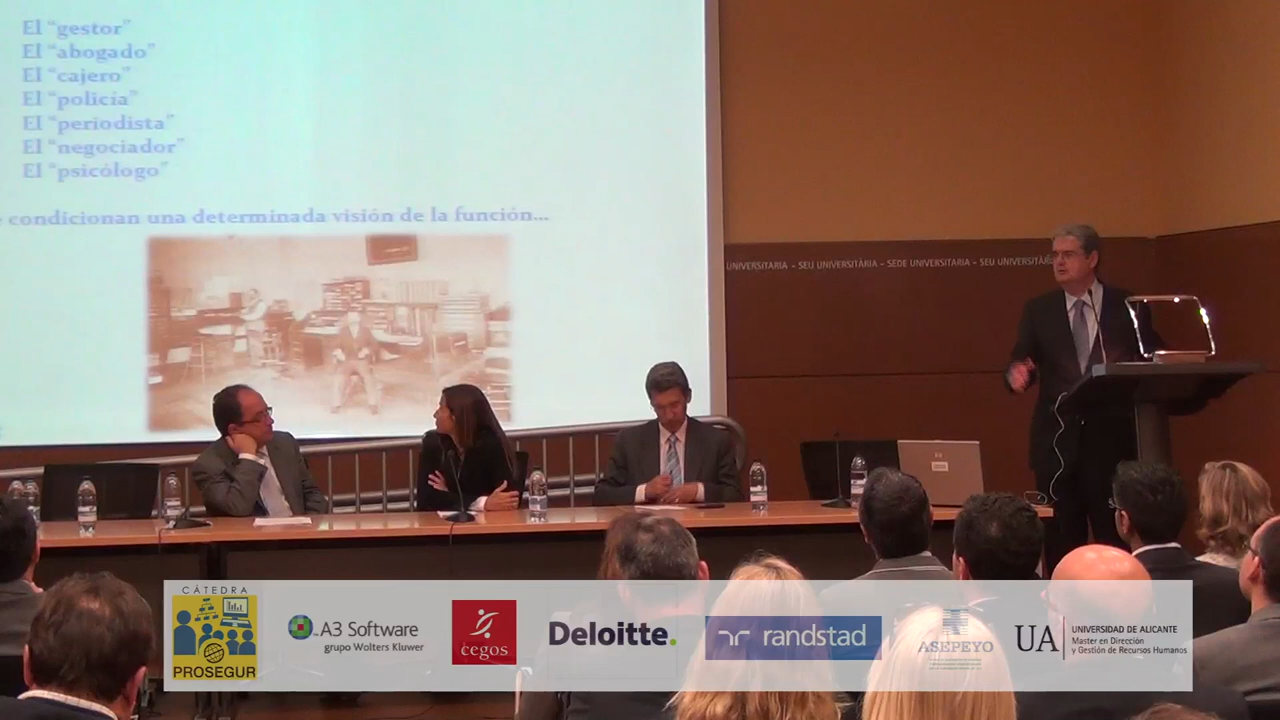 El “gestor”
El “abogado”
El “cajero”
El “policía”
El “periodista”
El “negociador”
El “psicólogo”
condicionan una determinada visión de la función...
UNIVERSITARIA – SEU UNIVERSITÀRIA – SEDE UNIVERSITARIA – SEU UNIVERSITÀRI
CÁTEDRA
PROSEGUR
A3 Software
grupo Wolters Kluwer
cegos
Deloitte.
randstad
ASEPEYO
UA
UNIVERSIDAD DE ALICANTE
Master en Dirección
y Gestión de Recursos Humanos